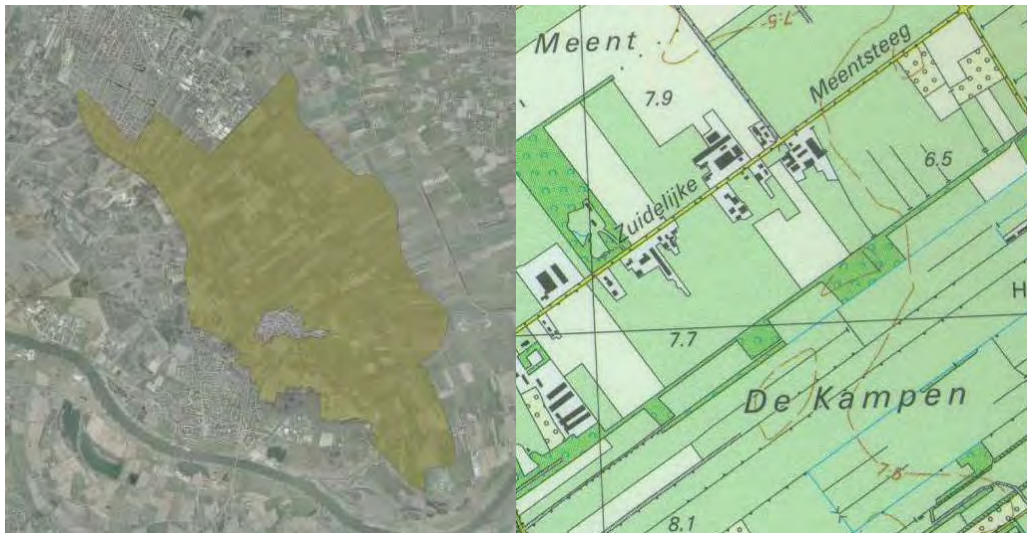 Meent
7.5
Meentsteeg
7.9
6.5
Zuidelijke
7.7
H
De Kampen
7.6
8.1